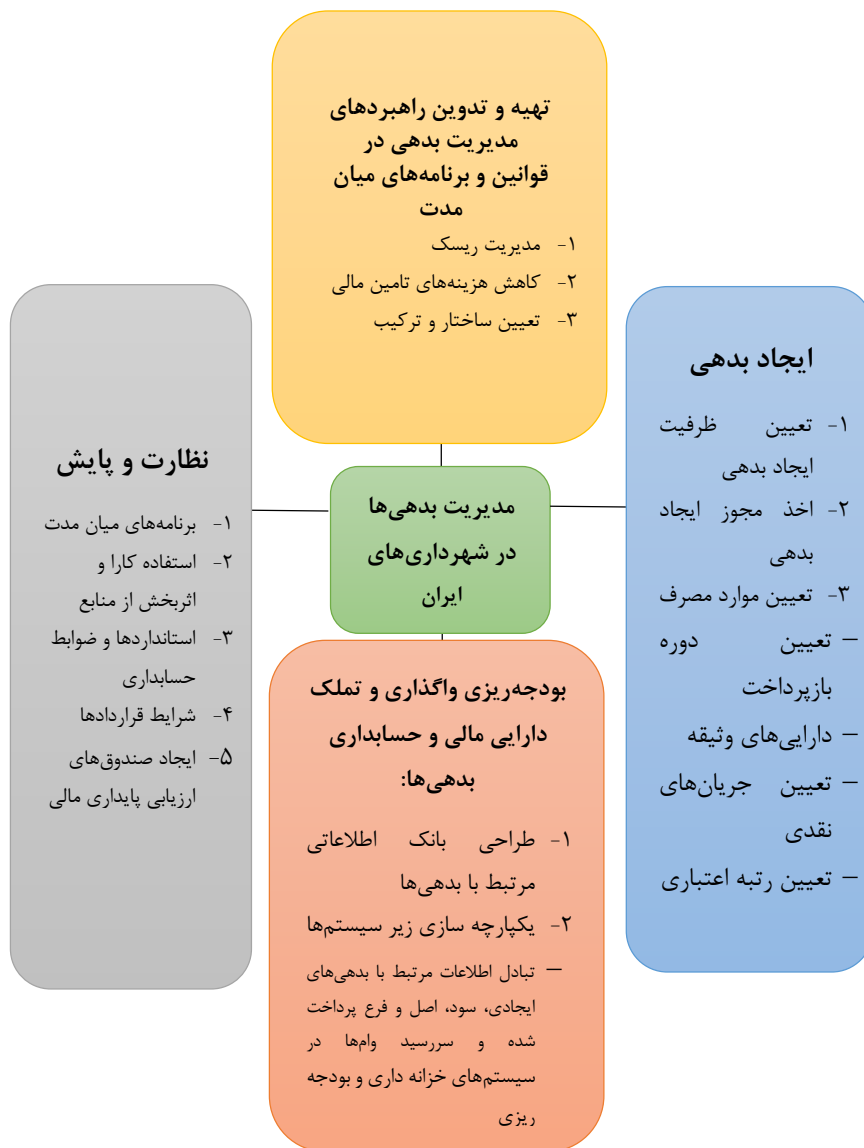 تهیه و تدوین راهبردهای
مدیریت بدهی در
قوانین و برنامه‌های میان
مدت
۱- مدیریت ریسک
۲- کاهش هزینه‌های تامین مالی
۳- تعیین ساختار و ترکیب
ایجاد بدهی
۱- تعیین ظرفیت
ایجاد بدهی
۲- اخذ مجوز ایجاد
بدهی
۳- تعیین موارد مصرف
– تعیین دوره
بازپرداخت
– دارایی‌های وثیقه
– تعیین جریان‌های
نقدی
– تعیین رتبه اعتباری
مدیریت بدهی‌ها
در شهرداری‌های
ایران
نظارت و پایش
۱- برنامه‌های میان مدت
۲- استفاده کارا و
اثربخش از منابع
۳- استانداردها و ضوابط
حسابداری
۴- شرایط قراردادها
۵- ایجاد صندوق‌های
ارزیابی پایداری مالی
بودجه‌ریزی واگذاری و تملک
دارایی مالی و حسابداری
بدهی‌ها:
۱- طراحی بانک اطلاعاتی
مرتبط با بدهی‌ها
۲- یکپارچه سازی زیر سیستم‌ها
– تبادل اطلاعات مرتبط با بدهی‌های
ایجادی، سود، اصل و فرع پرداخت
شده و سررسید وام‌ها در
سیستم‌های خزانه داری و بودجه
ریزی